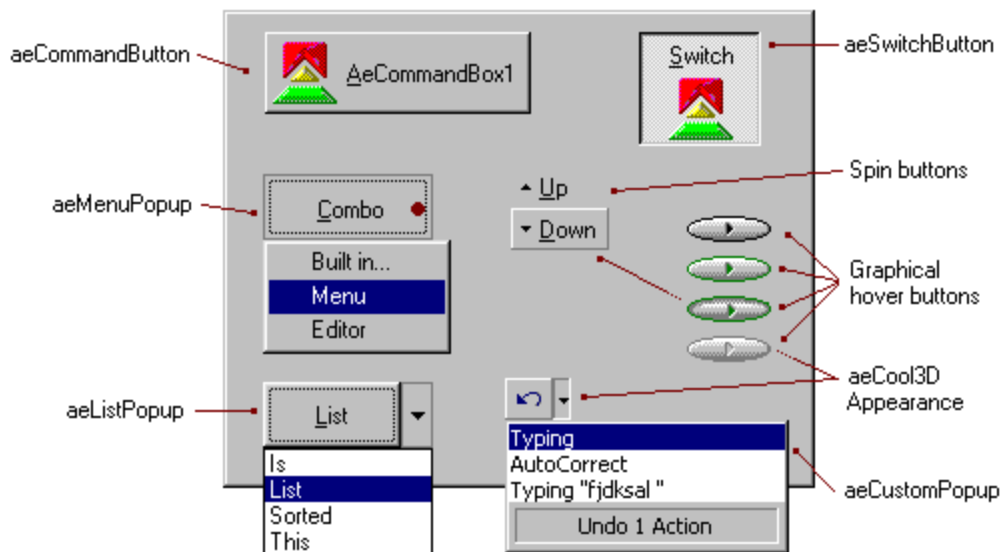 aeCommandButton
AeCommandBox1
Switch
aeSwitchButton
aeMenuPopup
Combo
Built in...
Menu
Editor
Up
Down
Spin buttons
Graphical
hover buttons
aeListPopup
List
Is
List
Sorted
This
Typing
AutoCorrect
Typing "fjdksal "
Undo 1 Action
aeCool3D
Appearance
aeCustomPopup